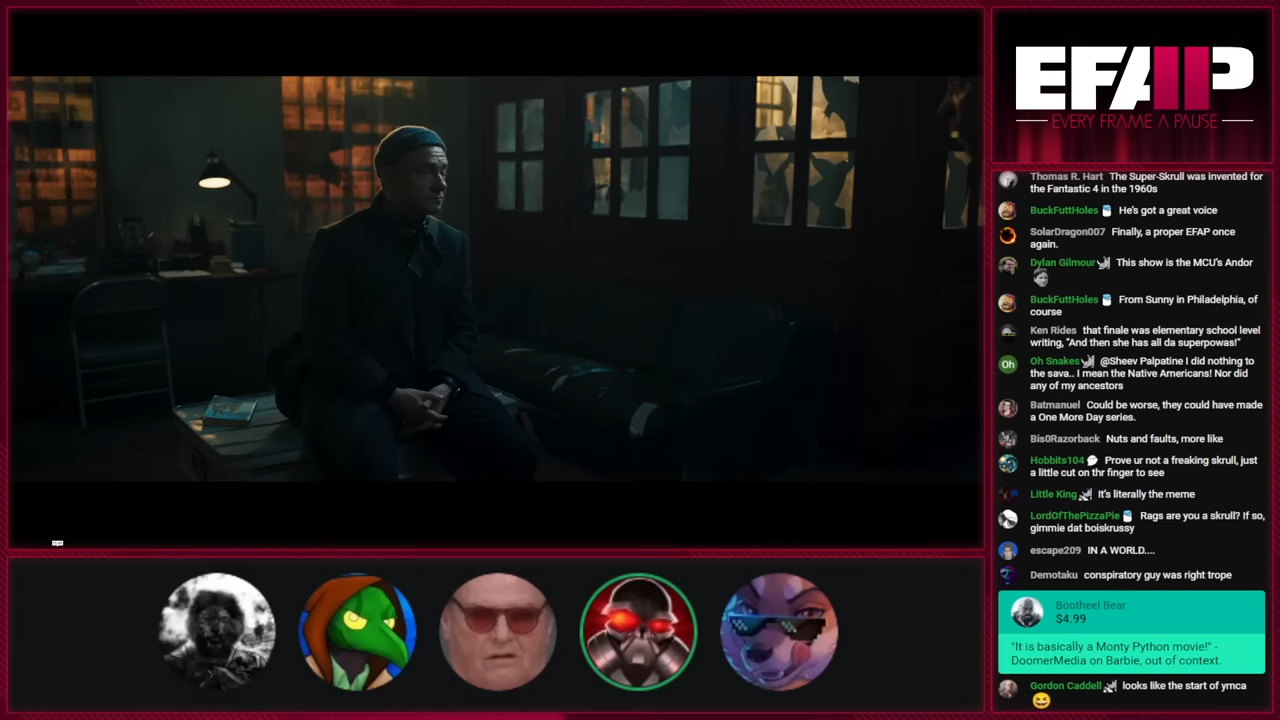 EFAP
EVERY FRAME A PAUSE
Thomas R. Hart The Super-Skrull was invented for
the Fantastic 4 in the 1960s
BuckFuttHoles He's got a great voice
SolarDragon007 Finally, a proper EFAP once
again.
Dylan Gilmour This show is the MCU's Andor
BuckFuttHoles From Sunny in Philadelphia, of
course
Ken Rides that finale was elementary school level
writing, "And then she has all da superpowas!"
Oh
Oh Snakes @Sheev Palpatine I did nothing to
the sava.. I mean the Native Americans! Nor did
any of my ancestors
Batmanuel Could be worse, they could have made
a One More Day series.
Bis0Razorback Nuts and faults, more like
Hobbits104 Prove ur not a freaking skrull, just
a little cut on thr finger to see
Little King It's literally the meme
LordOfThePizzaPie Rags are you a skrull? If so,
gimmie dat boiskrussy
escape209 IN A WORLD....
Demotaku conspiratory guy was right trope
Bootheel Bear
$4.99
"It is basically a Monty Python movie!" -
DoomerMedia on Barbie, out of context.
Gordon Caddell looks like the start of ymca